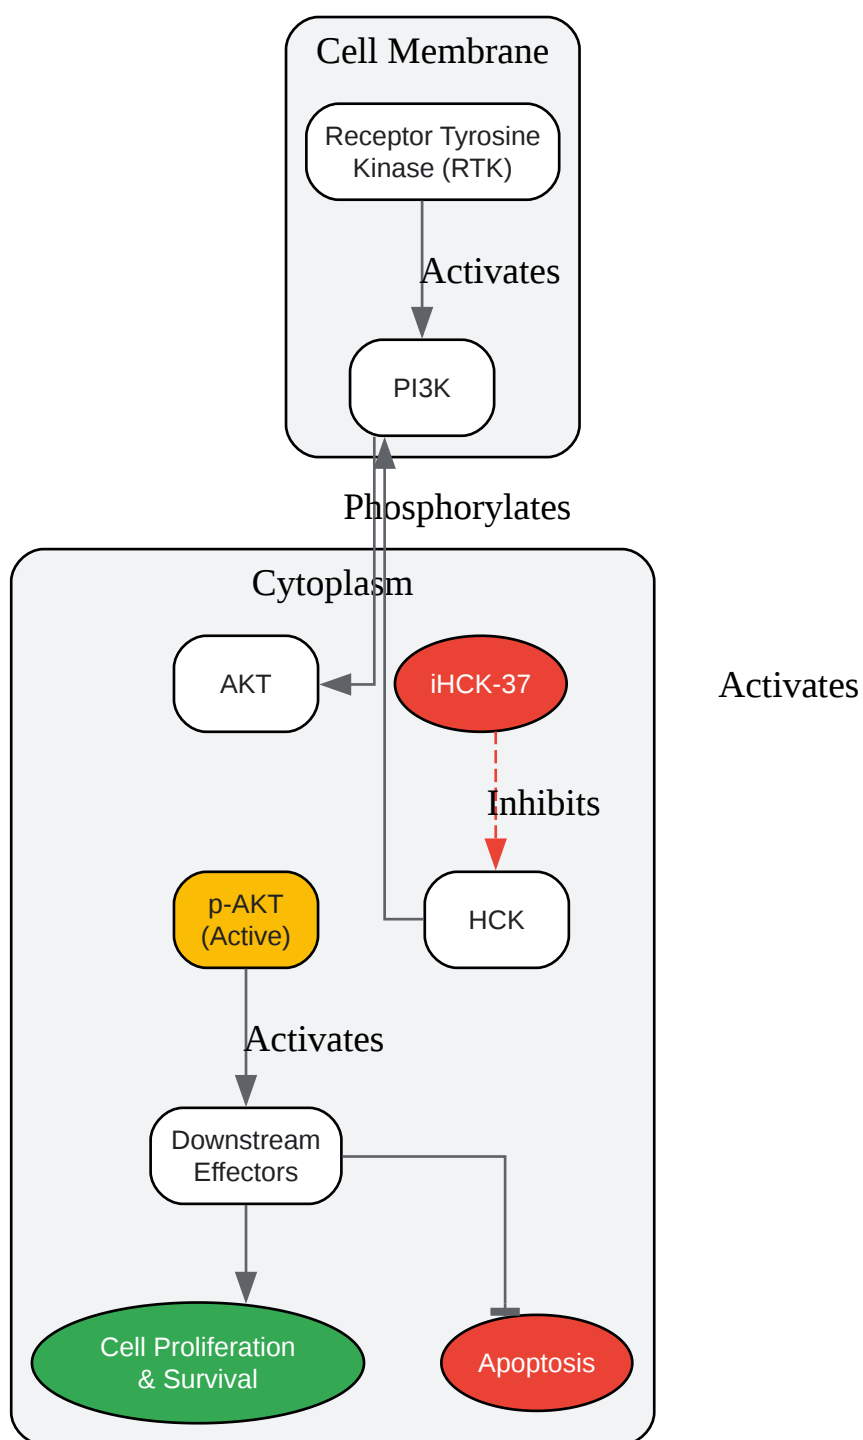 Cell Membrane
Receptor Tyrosine
Kinase (RTK)
Activates
PI3K
Phosphorylates
Cytoplasm
AKT
iHCK-37
Activates
Inhibits
p-AKT
(Active)
HCK
Activates
Downstream
Effectors
Cell Proliferation
& Survival
Apoptosis